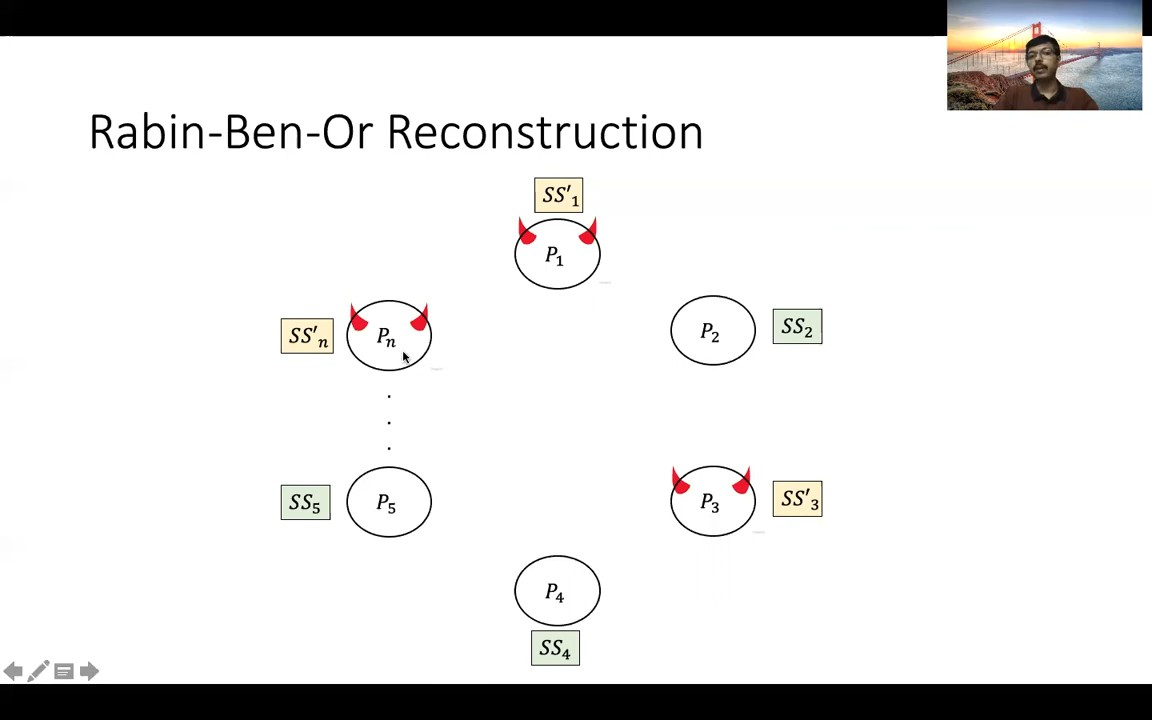 Rabin-Ben-Or Reconstruction
SS'₁
P₁
SS'ₙ
Pₙ
P₂
SS₂
.
.
.
SS₅
P₅
P₃
SS'₃
P₄
SS₄